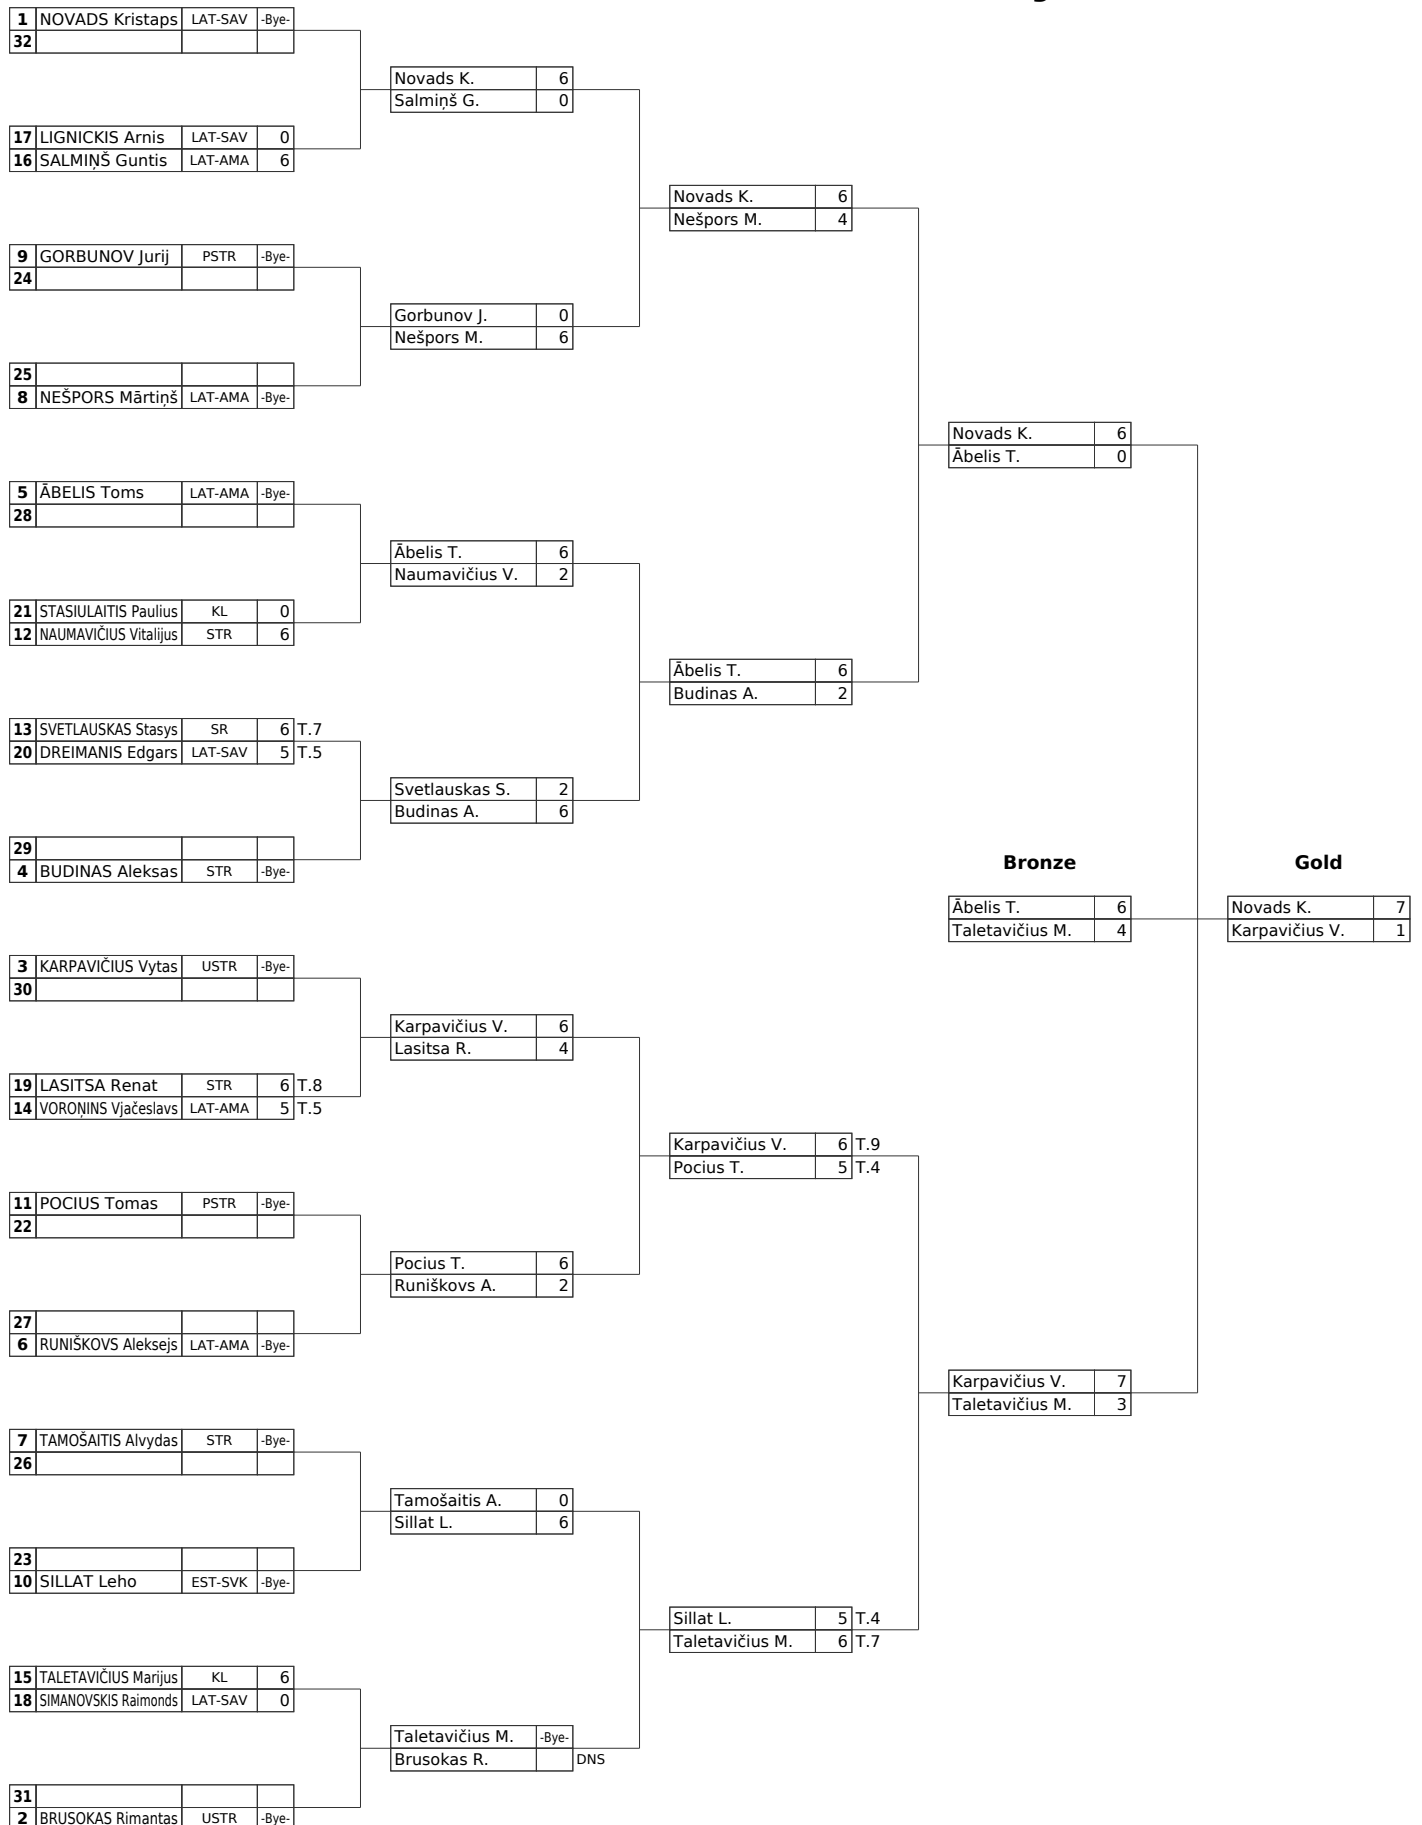 1 NOVADS Kristaps LAT-SAV -Bye-
32
Novads K. 6
Salmiņš G. 0
17 LIGNICKIS Arnis LAT-SAV 0
16 SALMIŅŠ Guntis LAT-AMA 6
Novads K. 6
Nešpors M. 4
9 GORBUNOV Jurij PSTR -Bye-
24
Gorbunov J. 0
Nešpors M. 6
25
8 NEŠPORS Mārtiņš LAT-AMA -Bye-
Novads K. 6
Ābelis T. 0
5 ĀBELIS Toms LAT-AMA -Bye-
28
Ābelis T. 6
Naumavičius V. 2
21 STASIULAITIS Paulius KL 0
12 NAUMAVIČIUS Vitalijus STR 6
Ābelis T. 6
Budinas A. 2
13 SVETLAUSKAS Stasys SR 6 T.7
20 DREIMANIS Edgars LAT-SAV 5 T.5
Svetlauskas S. 2
Budinas A. 6
29
4 BUDINAS Aleksas STR -Bye-
Bronze Gold
Ābelis T. 6 Novads K. 7
Taletavičius M. 4 Karpavičius V. 1
3 KARPAVIČIUS Vytas USTR -Bye-
30
Karpavičius V. 6
Lasitsa R. 4
19 LASITSA Renat STR 6 T.8
14 VOROŅINS Vjačeslavs LAT-AMA 5 T.5
Karpavičius V. 6 T.9
Pocius T. 5 T.4
11 POCIUS Tomas PSTR -Bye-
22
Pocius T. 6
Runiškovs A. 2
27
6 RUNIŠKOVS Aleksejs LAT-AMA -Bye-
Karpavičius V. 7
Taletavičius M. 3
7 TAMOŠAITIS Alvydas STR -Bye-
26
Tamošaitis A. 0
Sillat L. 6
23
10 SILLAT Leho EST-SVK -Bye-
Sillat L. 5 T.4
Taletavičius M. 6 T.7
15 TALETAVIČIUS Marijus KL 6
18 SIMANOVSKIS Raimonds LAT-SAV 0
Taletavičius M. -Bye-
Brusokas R. DNS
31
2 BRUSOKAS Rimantas USTR -Bye-